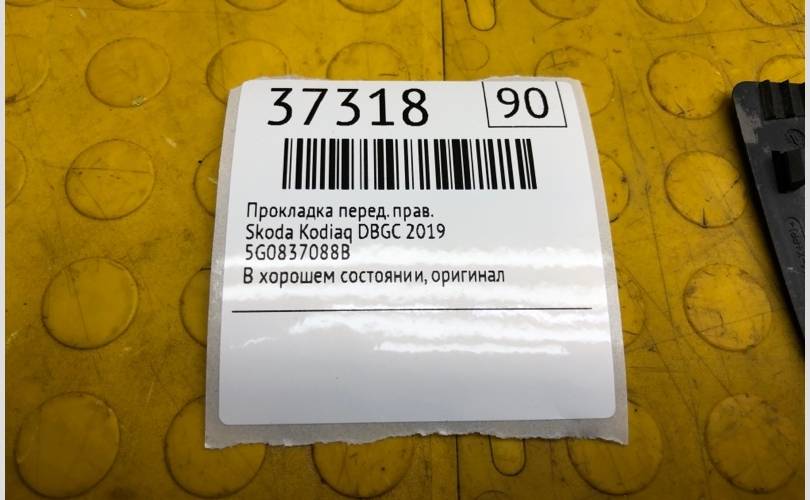 37318 90
Прокладка перед. прав.
Skoda Kodiaq DBGC 2019
5G0837088B
В хорошем состоянии, оригинал